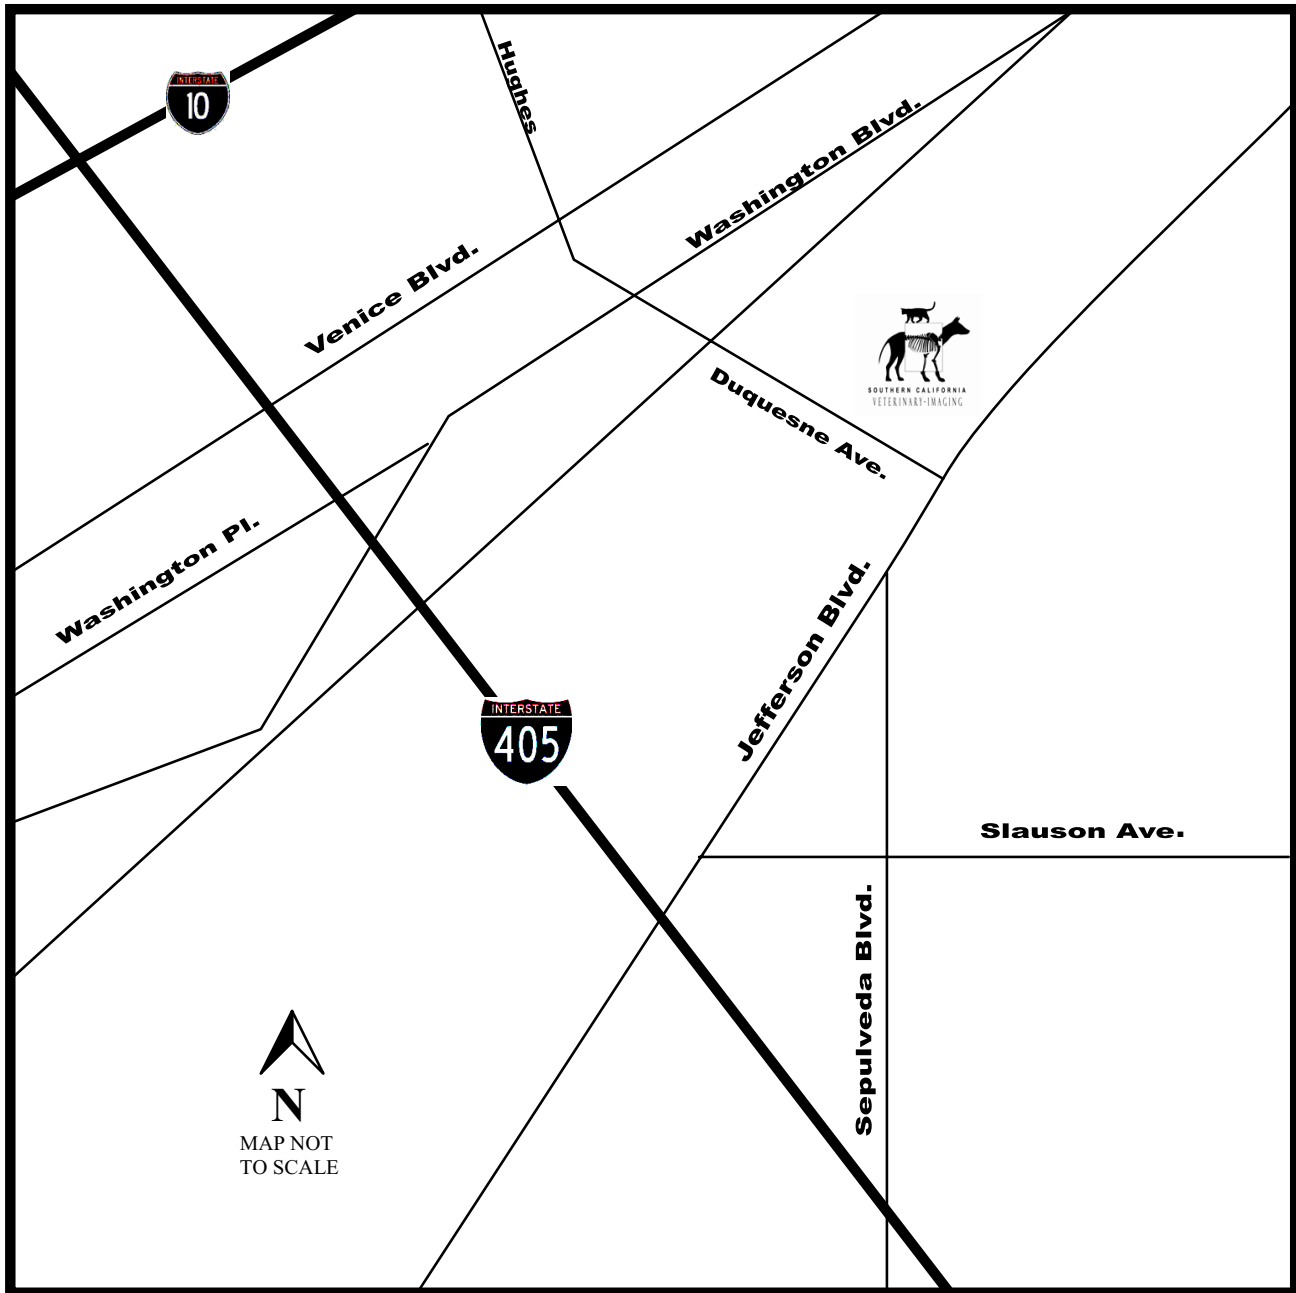 Hughes
INTERSTATE
10
Washington Blvd.
Venice Blvd.
SOUTHERN CALIFORNIA
VETERINARY-IMAGING
Duquesne Ave.
Washington Pl.
Jefferson Blvd.
INTERSTATE
405
Slauson Ave.
Sepulveda Blvd.
N
MAP NOT
TO SCALE